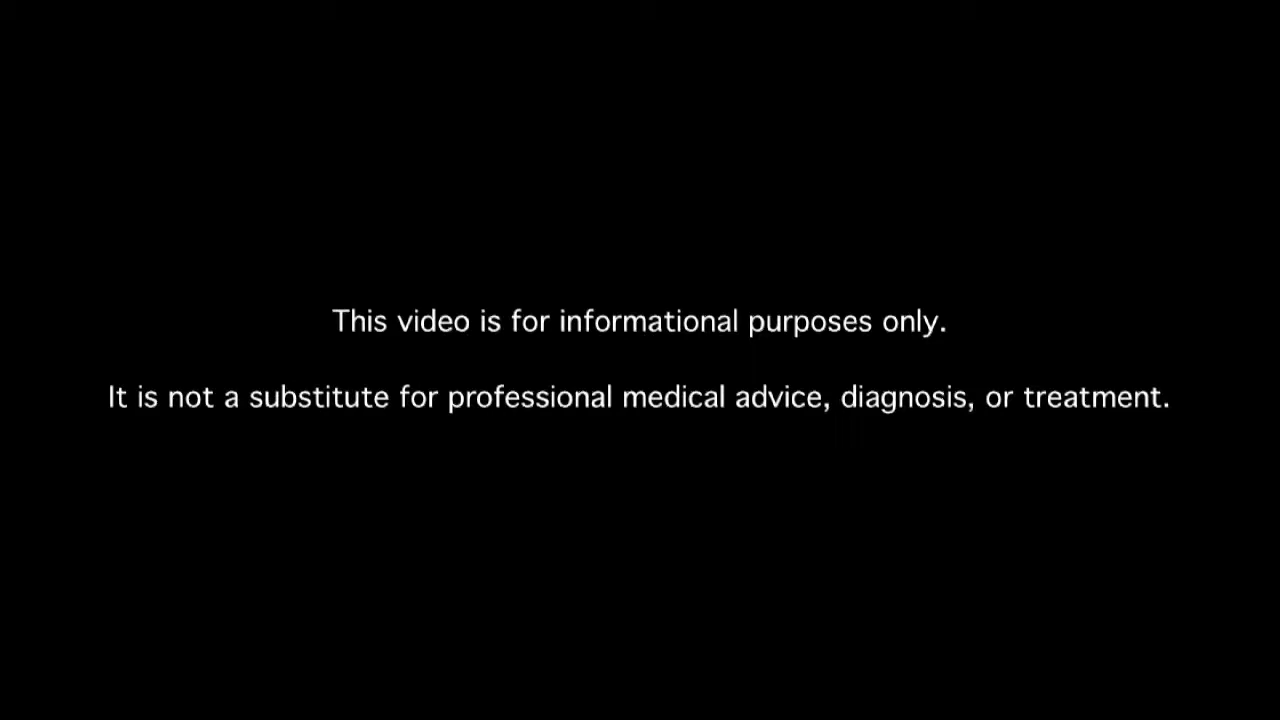 This video is for informational purposes only.
It is not a substitute for professional medical advice, diagnosis, or treatment.